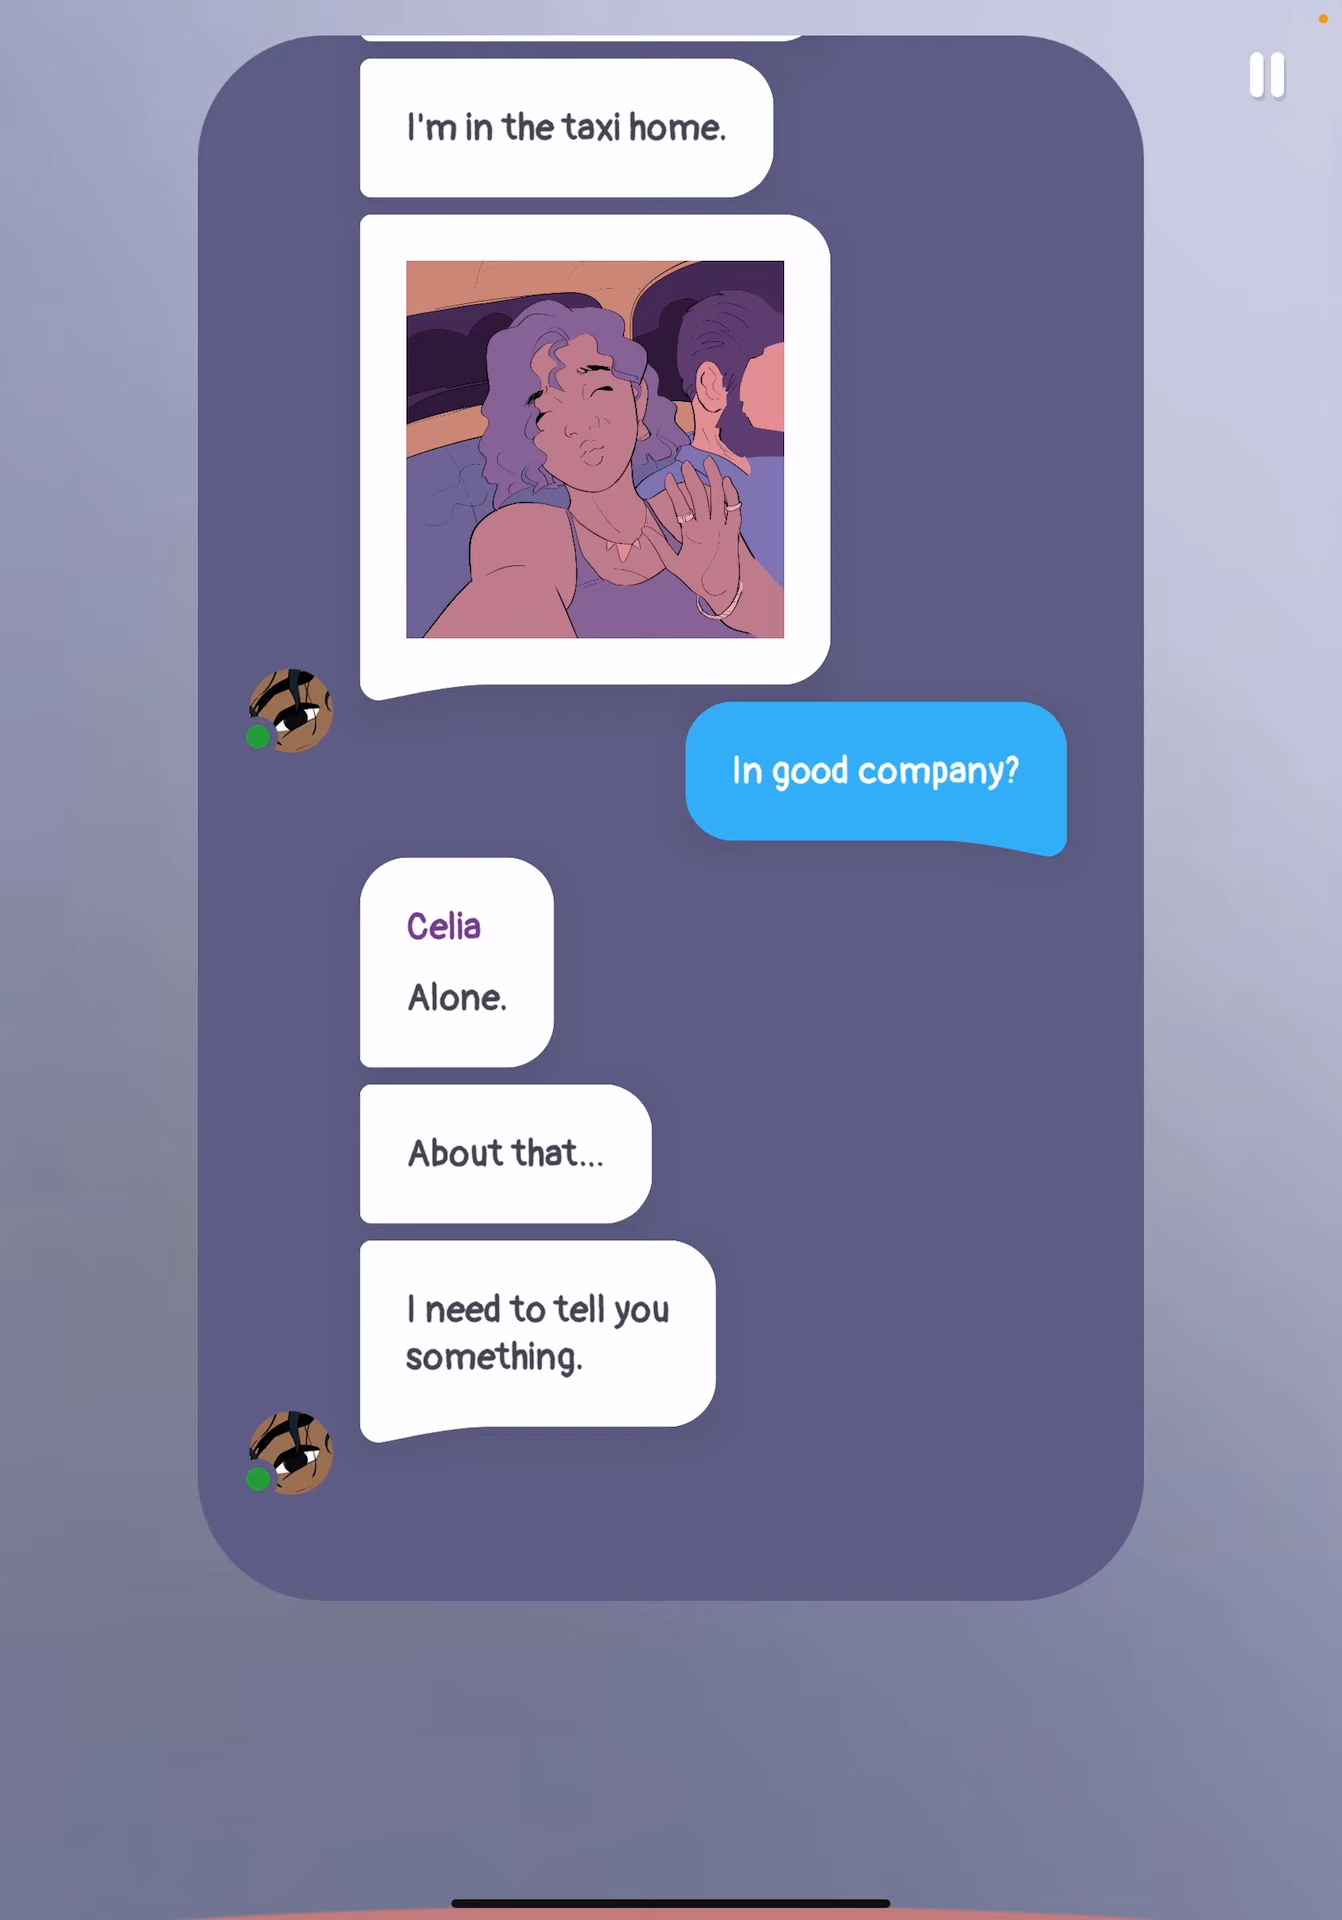 I'm in the taxi home.
In good company?
Celia
Alone.
About that...
I need to tell you
something.